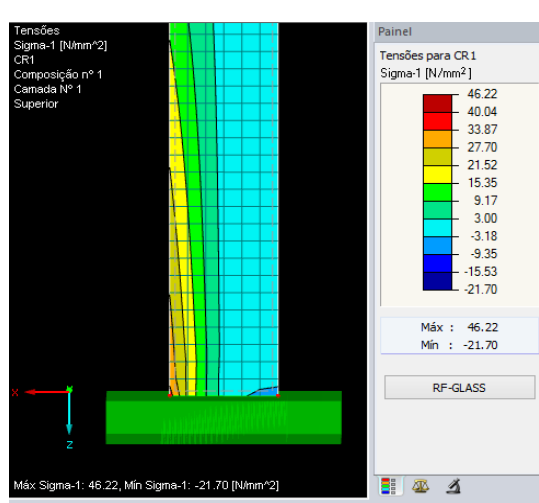 Tensões
Sigma-1 [N/mm^2]
CR1
Composição nº 1
Camada Nº 1
Superior
X
Z
Máx Sigma-1: 46.22, Mín Sigma-1: -21.70 [N/mm^2]
Painel
Tensões para CR1
Sigma-1 [N/mm²]
46.22
40.04
33.87
27.70
21.52
15.35
9.17
3.00
-3.18
-9.35
-15.53
-21.70
Máx : 46.22
Mín : -21.70
RF-GLASS